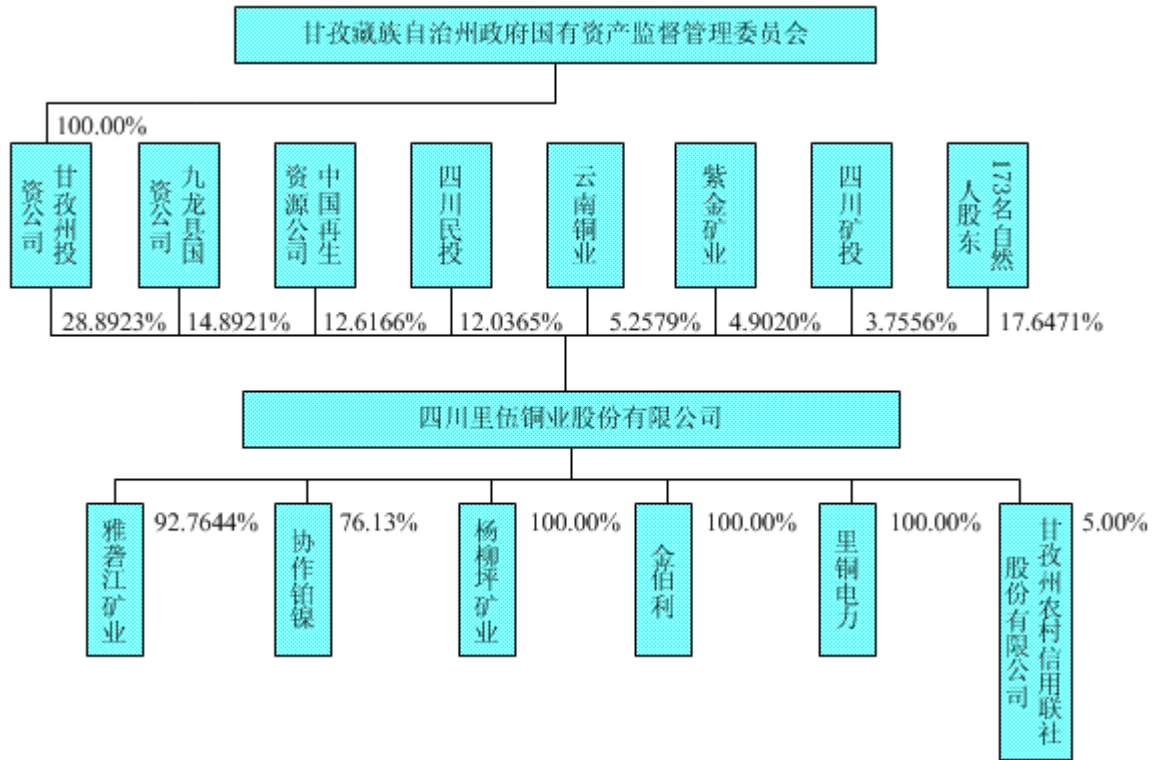 甘孜藏族自治州政府国有资产监督管理委员会
100.00%
甘孜州投
资公司
九龙县国
资公司
中国再生
资源公司
四川民投
云南铜业
紫金矿业
四川矿投
173名自然
人股东
28.8923%
14.8921%
12.6166%
12.0365%
5.2579%
4.9020%
3.7556%
17.6471%
四川里伍铜业股份有限公司
雅砻江矿业
92.7644%
协作铂镍
76.13%
杨柳坪矿业
100.00%
金伯利
100.00%
里铜电力
100.00%
甘孜州农村信用联社
股份有限公司
5.00%